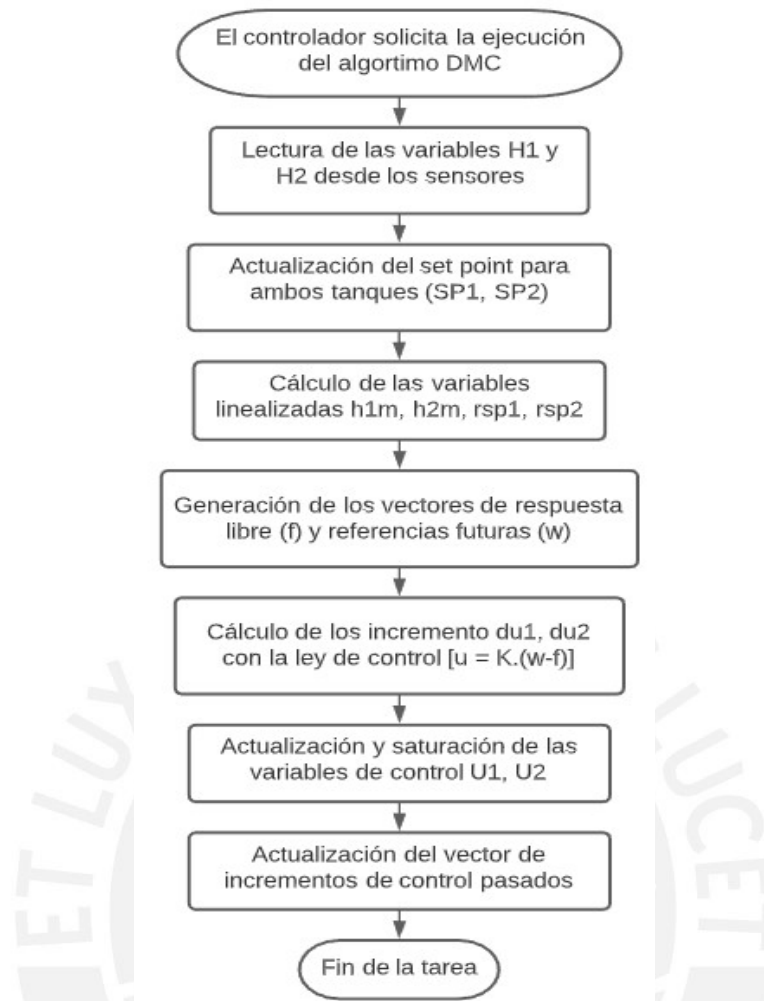 El controlador solicita la ejecución
del algortimo DMC
Lectura de las variables H1 y
H2 desde los sensores
Actualización del set point para
ambos tanques (SP1, SP2)
Cálculo de las variables
linealizadas h1m, h2m, rsp1, rsp2
Generación de los vectores de respuesta
libre (f) y referencias futuras (w)
Cálculo de los incremento du1, du2
con la ley de control [u = K.(w-f)]
Actualización y saturación de las
variables de control U1, U2
Actualización del vector de
incrementos de control pasados
Fin de la tarea
ET LUX
LUCET